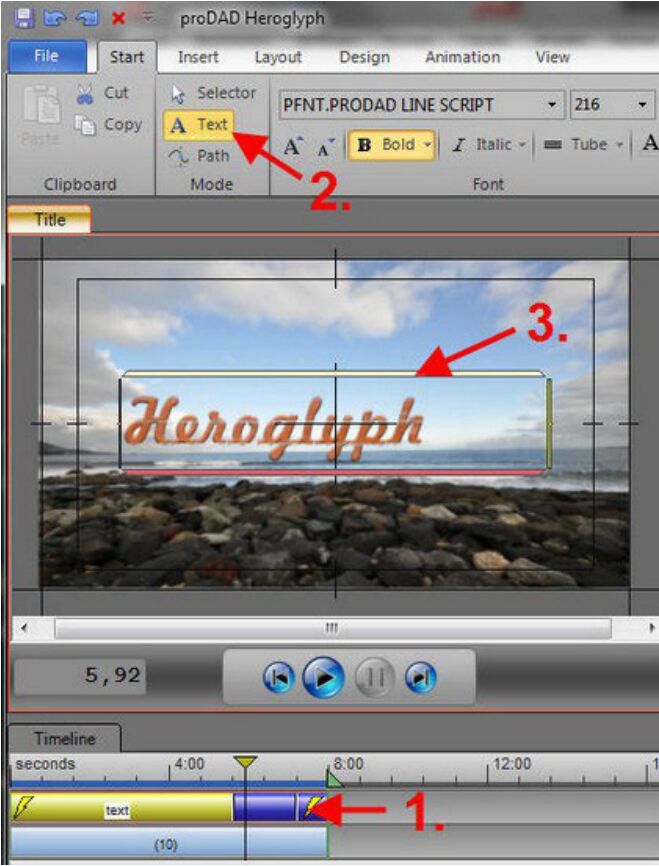 proDAD Heroglyph
File Start Insert Layout Design Animation View
Cut
Copy
Paste
Clipboard
Selector
Text
Path
Mode
PFNT.PRODAD LINE SCRIPT 216
A A B Bold I Italic Tube A
Font
2.
Title
3.
Heroglyph
5,92
Timeline
seconds 4:00 8:00 12:00 1
text
1.
(10)